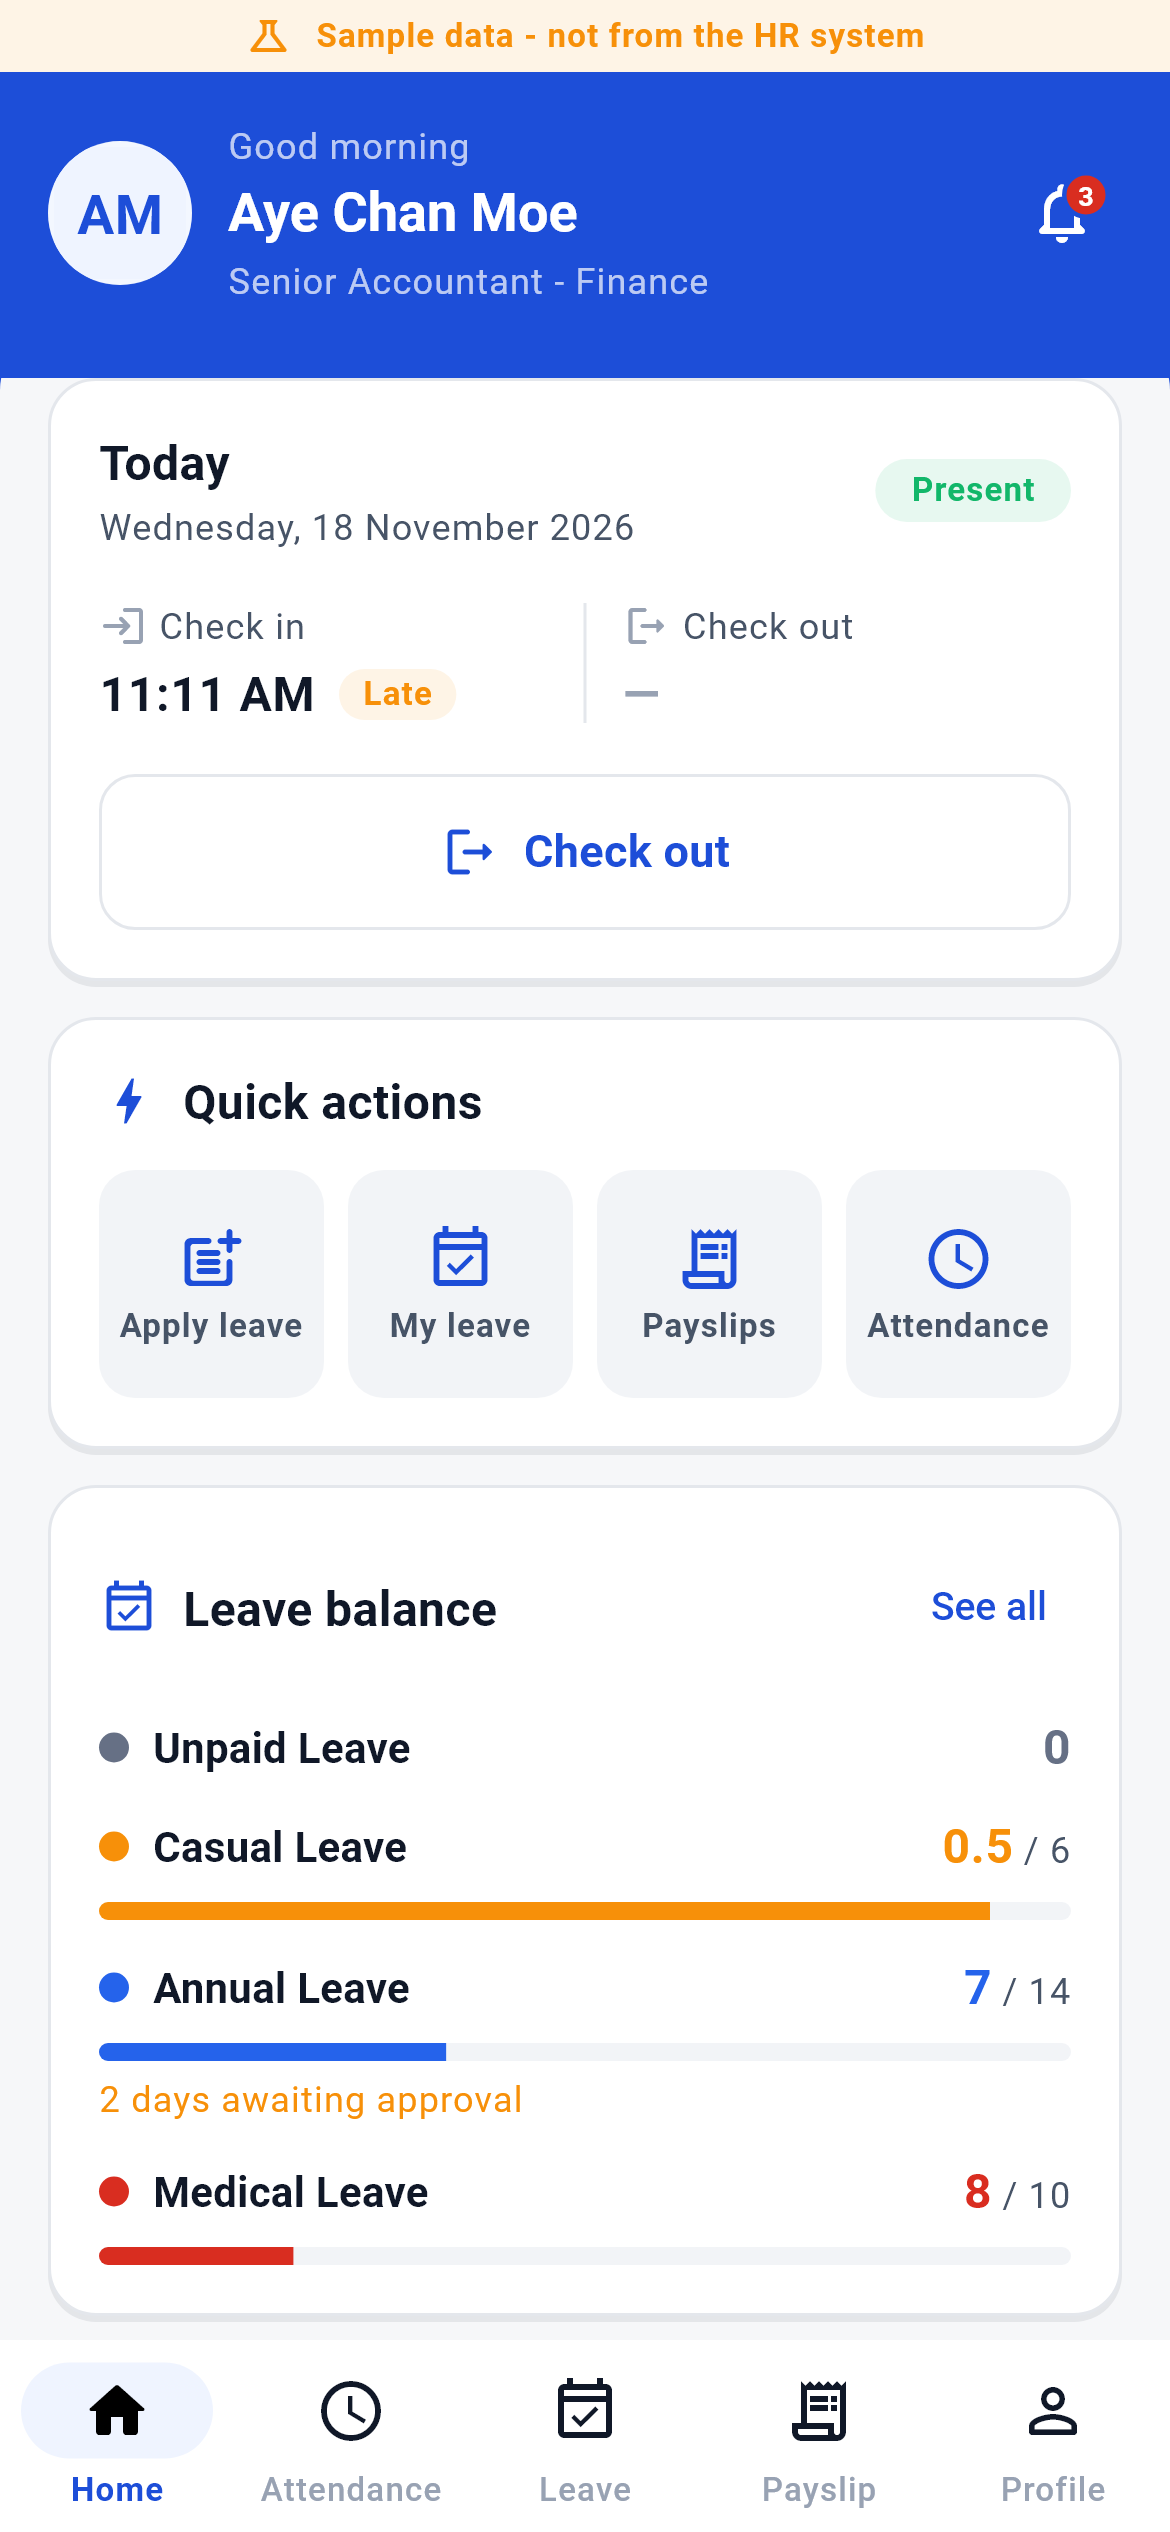 Sample data - not from the HR system
Good morning
AM
Aye Chan Moe
3
Senior Accountant - Finance
Today
Wednesday, 18 November 2026
Present
Check in
Check out
11:11 AM
Late
–
Check out
Quick actions
Apply leave
My leave
Payslips
Attendance
Leave balance
See all
Unpaid Leave
0
Casual Leave
0.5 / 6
Annual Leave
7 / 14
2 days awaiting approval
Medical Leave
8 / 10
Home
Attendance
Leave
Payslip
Profile